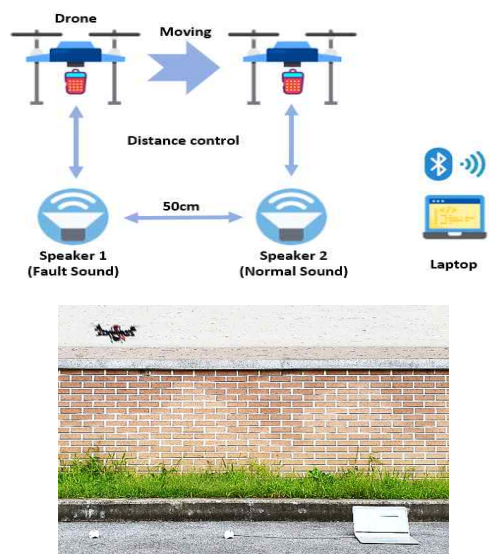 Drone
Moving
Distance control
50cm
Speaker 1
(Fault Sound)
Speaker 2
(Normal Sound)
Laptop